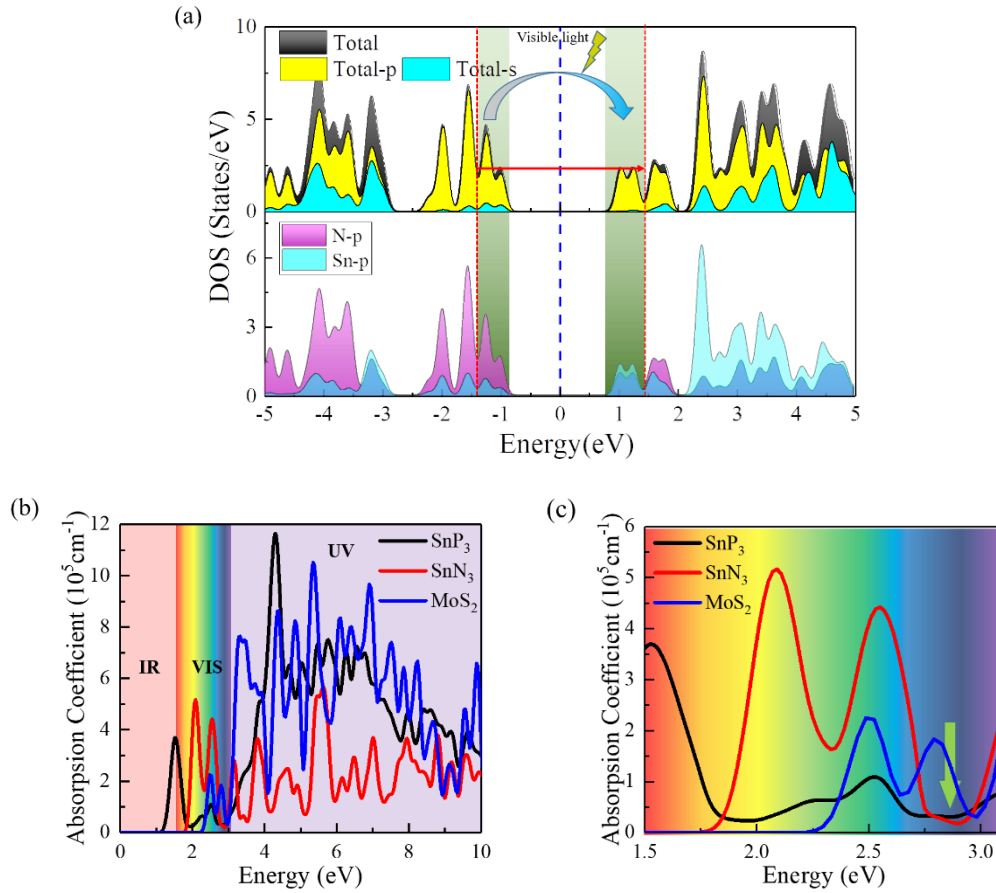 (a)
Visible light
Total
Total-p
Total-s
10
5
0
DOS (States/eV)
N-p
Sn-p
6
3
0
-5 -4 -3 -2 -1 0 1 2 3 4 5
Energy(eV)
(b)
12
10
8
6
4
2
0
Absorpsion Coefficient (10⁵cm⁻¹)
IR
VIS
UV
SnP₃
SnN₃
MoS₂
0 2 4 6 8 10
Energy (eV)
(c)
6
5
4
3
2
1
0
Absorpsion Coefficient (10⁵cm⁻¹)
SnP₃
SnN₃
MoS₂
1.5 2.0 2.5 3.0
Energy (eV)